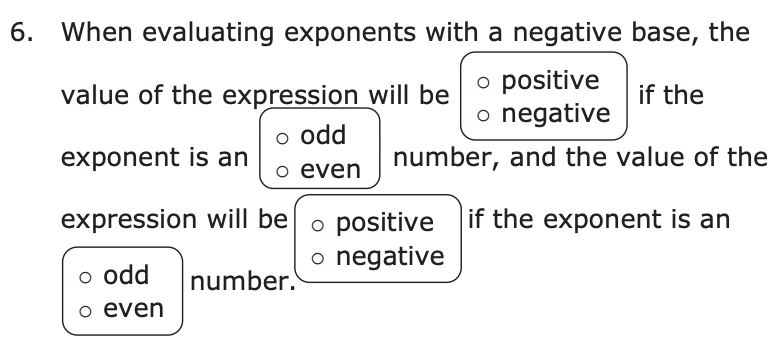 6. When evaluating exponents with a negative base, the
value of the expression will be ○ positive ○ negative if the
exponent is an ○ odd ○ even number, and the value of the
expression will be ○ positive ○ negative if the exponent is an
○ odd ○ even number.